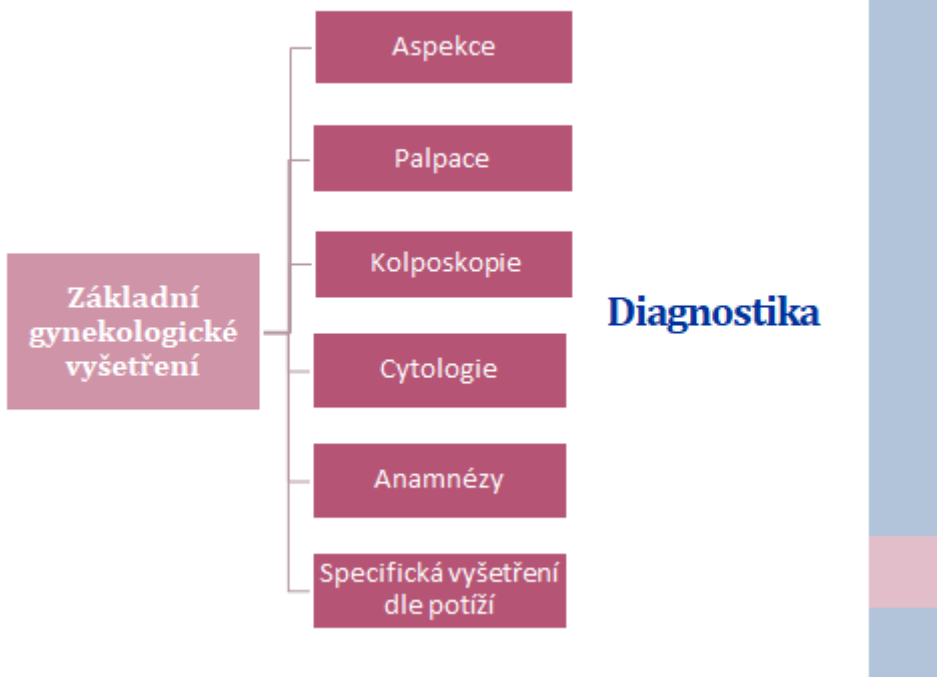 Aspekce
Palpace
Kolposkopie
Základní
gynekologické
vyšetření
Diagnostika
Cytologie
Anamnézy
Specifická vyšetření
dle potíží